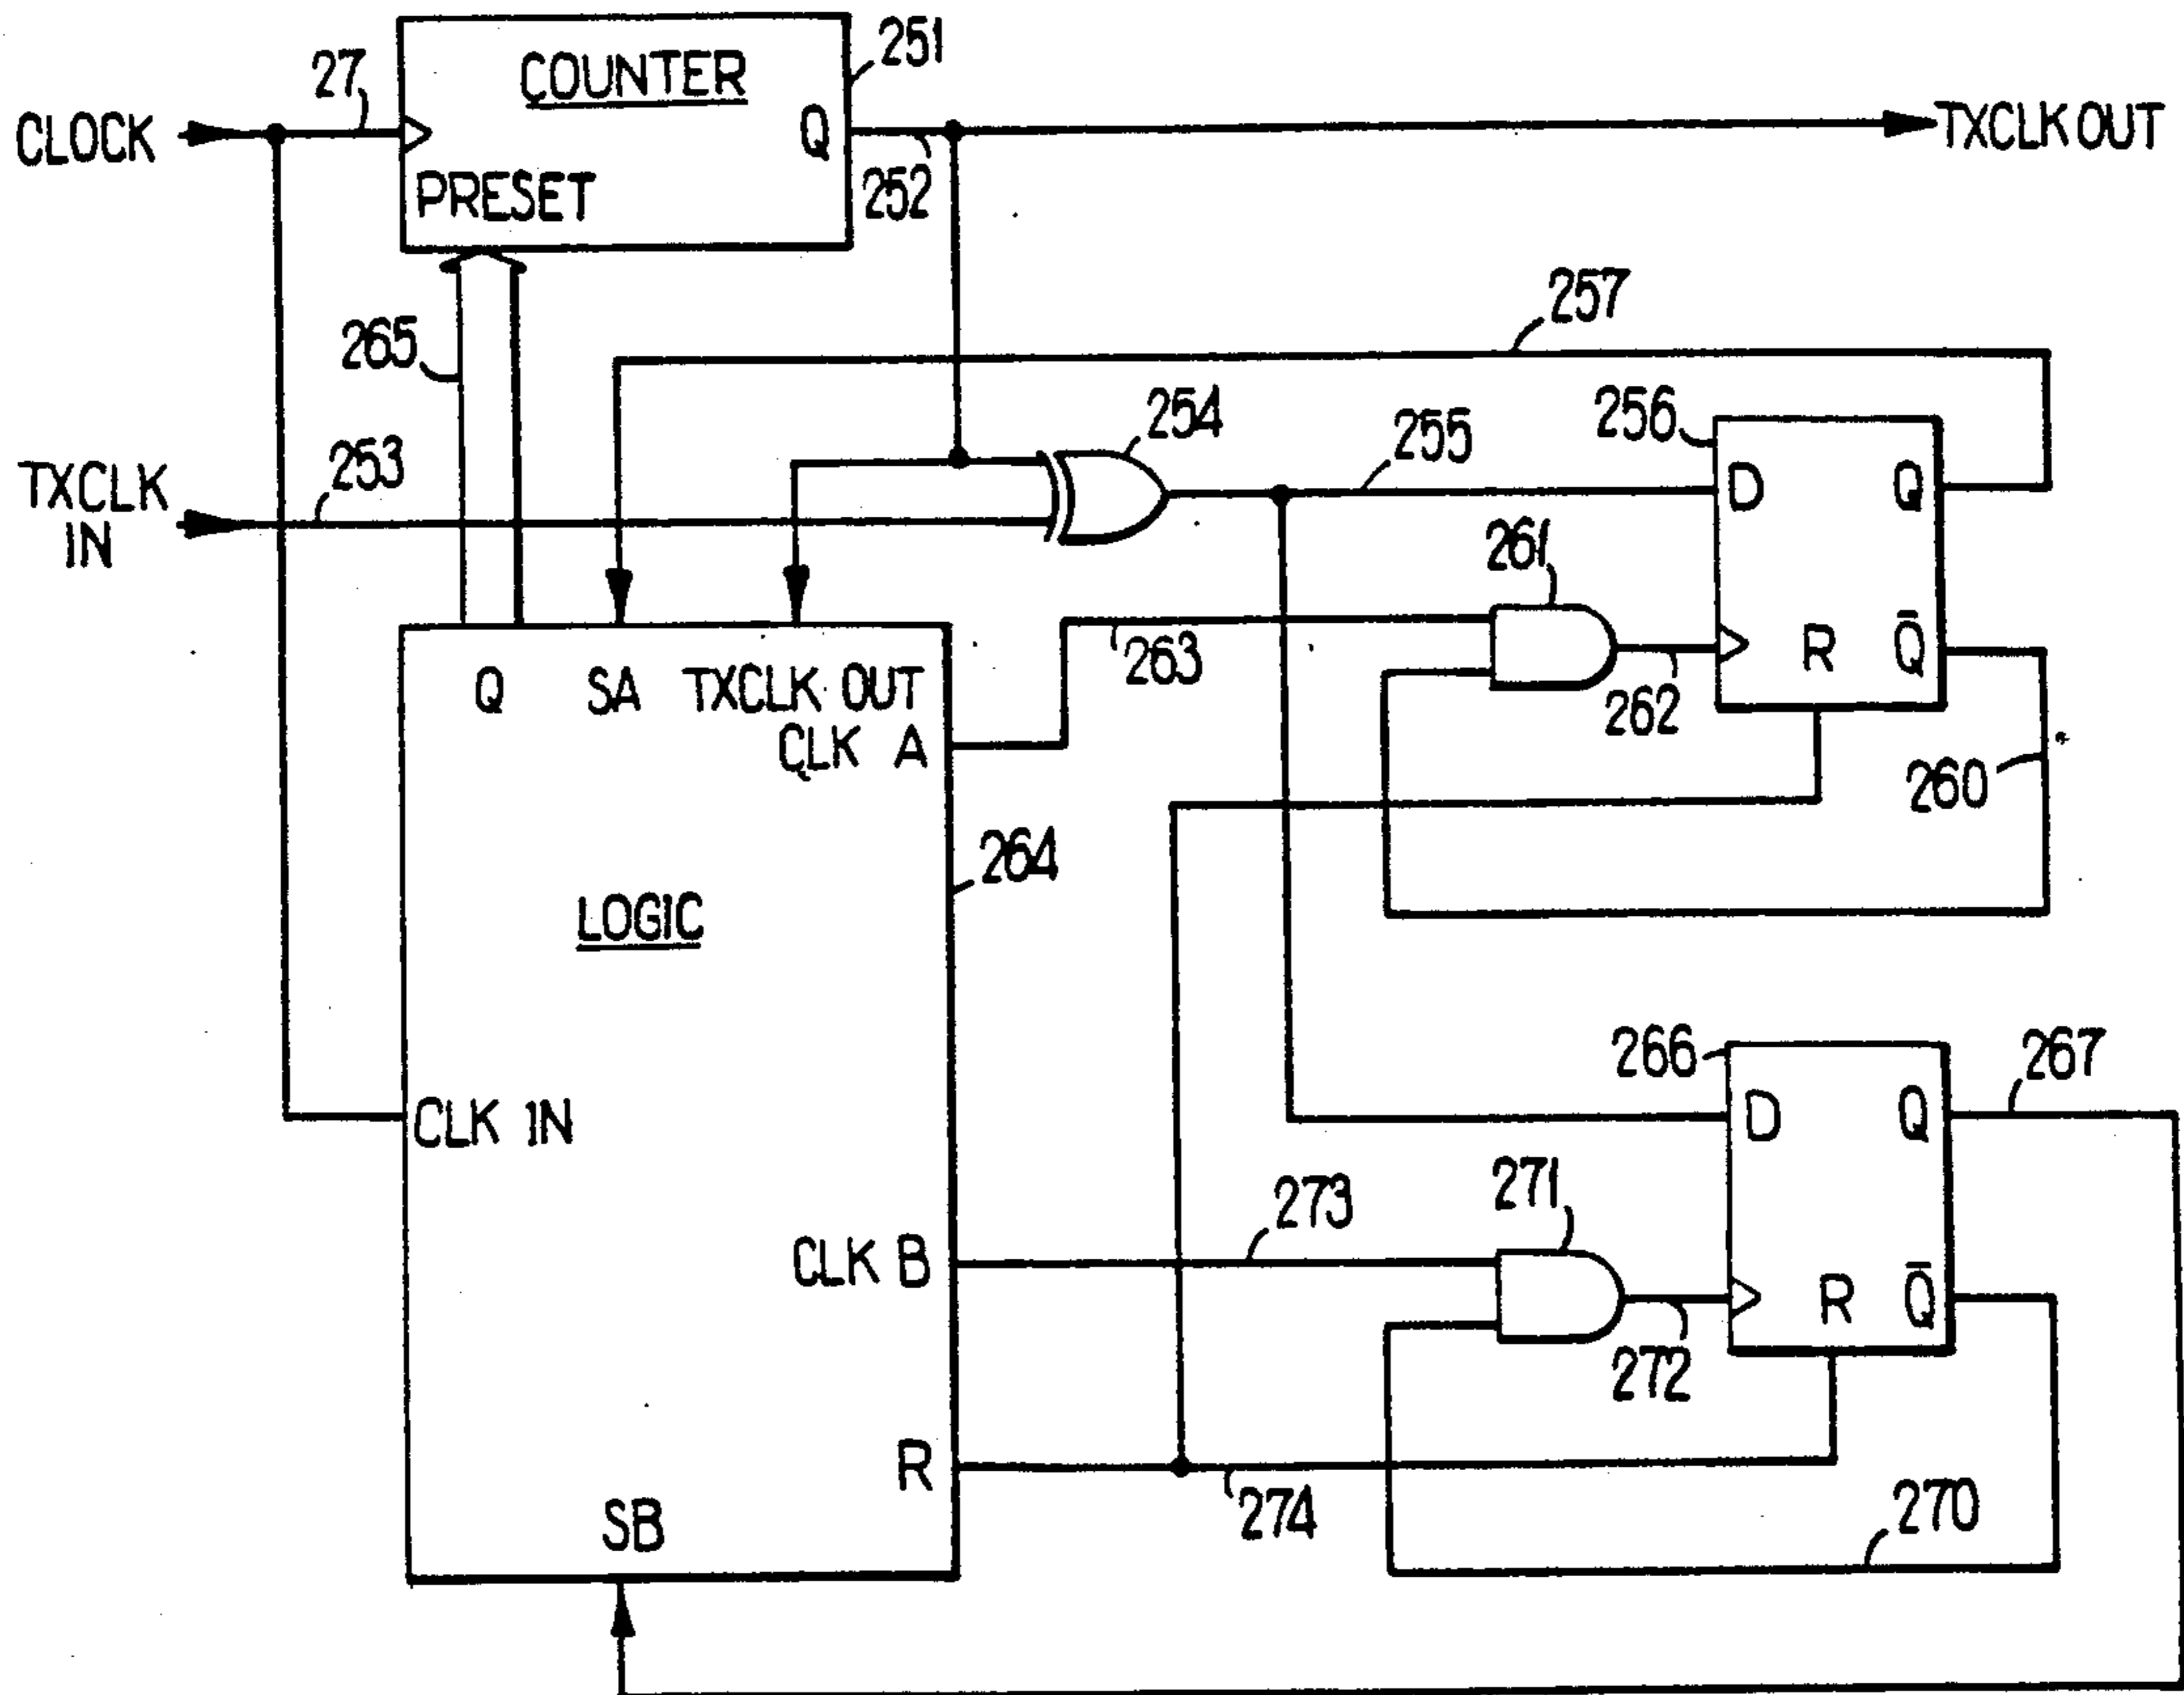 COUNTER
251
27
CLOCK
Q
TXCLK OUT
PRESET
252
257
265
254
256
255
253
TXCLK
IN
D
Q
261
263
262
R
Q̄
260
Q
SA
TXCLK OUT
CLK A
264
LOGIC
266
267
D
Q
CLK IN
271
273
CLK B
R
Q̄
272
R
274
270
SB